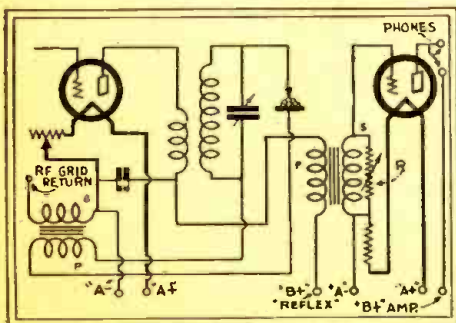 PHONES
RF GRID
RETURN
S
P
P
S
R
"A-" "A+"
"B+" "A-" "A+"
"REFLEX" "B+" AMP.